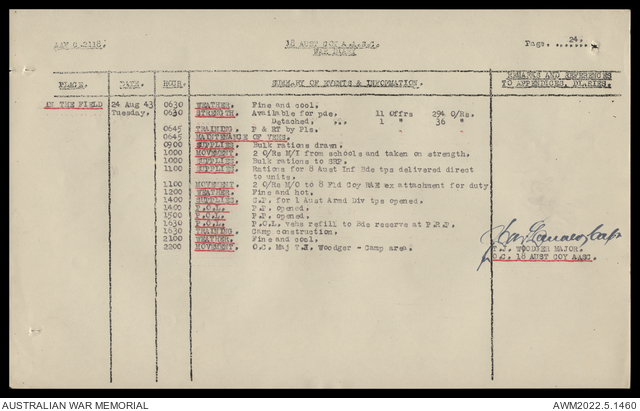 AAV 0.2118.
18 AUST COY A.A.S.C.
WAR DIARY
Page. 24.
PLACE.
DATE.
HOUR.
SUMMARY OF EVENTS & INFORMATION.
REMARKS AND REFERENCES
TO APPENDICES, DIARIES.
IN THE FIELD 24 Aug 43 0630 WEATHER. Fine and cool.
Tuesday. 0630 STRENGTH. Available for pde. 11 Offrs 294 O/Rs.
Detached. ,,. 1 " 36 "
0645 TRAINING. P & RT by Pls.
0645 MAINTENANCE OF VEHS.
0900 SUPPLIES. Bulk rations drawn.
1000 MOVEMENT. 2 O/Rs M/I from schools and taken on strength.
1000 SUPPLIES. Bulk rations to SRP.
1100 SUPPLIES. Rations for 8 Aust Inf Bde tps delivered direct
to units.
1100 MOVEMENT. 2 O/Rs M/O to 8 Fld Coy RAE ex attachment for duty.
1200 WEATHER. Fine and hot.
1400 SUPPLIES. S.P. for 1 Aust Armd Div tps opened.
1400 P.O.L. P.P. opened.
1500 P.O.L. P.P. opened.
1630 P.O.L. P.O.L. vehs refill to Bde reserve at P.R.P.
1630 TRAINING. Camp construction.
2100 WEATHER. Fine and cool.
2200 MOVEMENT. O.C. Maj T.J. Woodger - Camp area.
T.J. WOODGER MAJOR.
O.C. 18 AUST COY AASC.
AUSTRALIAN WAR MEMORIAL
AWM2022.5.1460